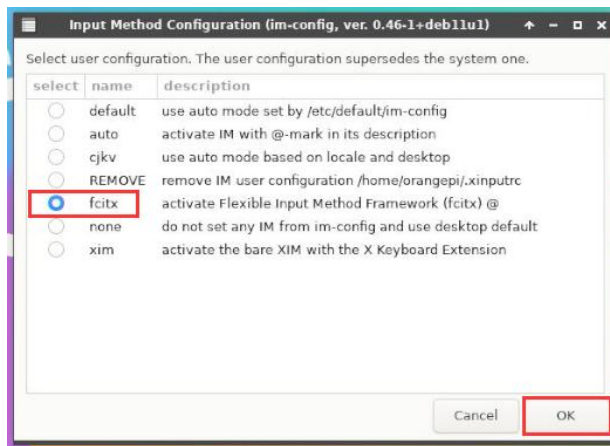 Input Method Configuration (im-config, ver. 0.46-1+deb11u1)
Select user configuration. The user configuration supersedes the system one.
select name description
default use auto mode set by /etc/default/im-config
auto activate IM with @-mark in its description
cjkv use auto mode based on locale and desktop
REMOVE remove IM user configuration /home/orangepi/.xinputrc
fcitx activate Flexible Input Method Framework (fcitx) @
none do not set any IM from im-config and use desktop default
xim activate the bare XIM with the X Keyboard Extension
Cancel OK